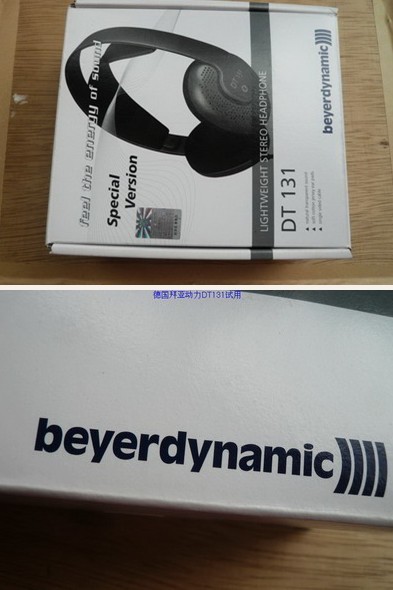 feel the energy of sound
Special
Version
LIGHTWEIGHT STEREO HEADPHONE
DT 131
beyerdynamic
德国拜亚动力DT131试用
beyerdynamic